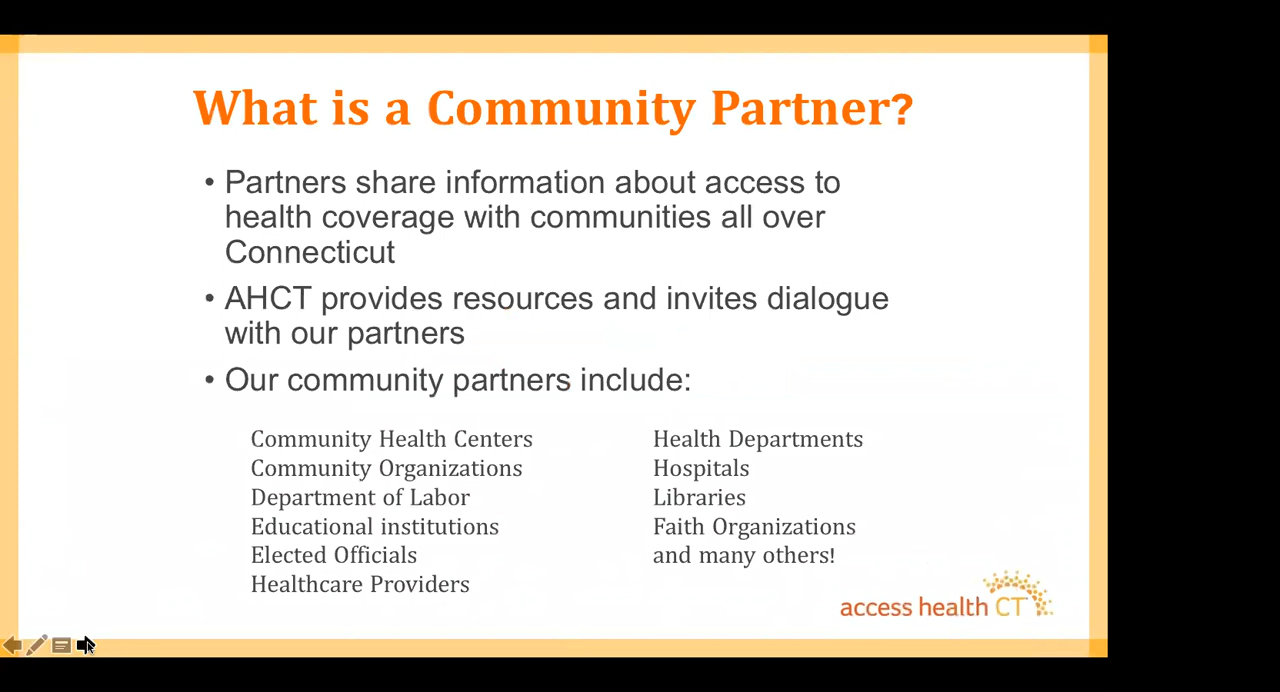 What is a Community Partner?
• Partners share information about access to
health coverage with communities all over
Connecticut
• AHCT provides resources and invites dialogue
with our partners
• Our community partners include:
Community Health Centers
Community Organizations
Department of Labor
Educational institutions
Elected Officials
Healthcare Providers
Health Departments
Hospitals
Libraries
Faith Organizations
and many others!
access health CT